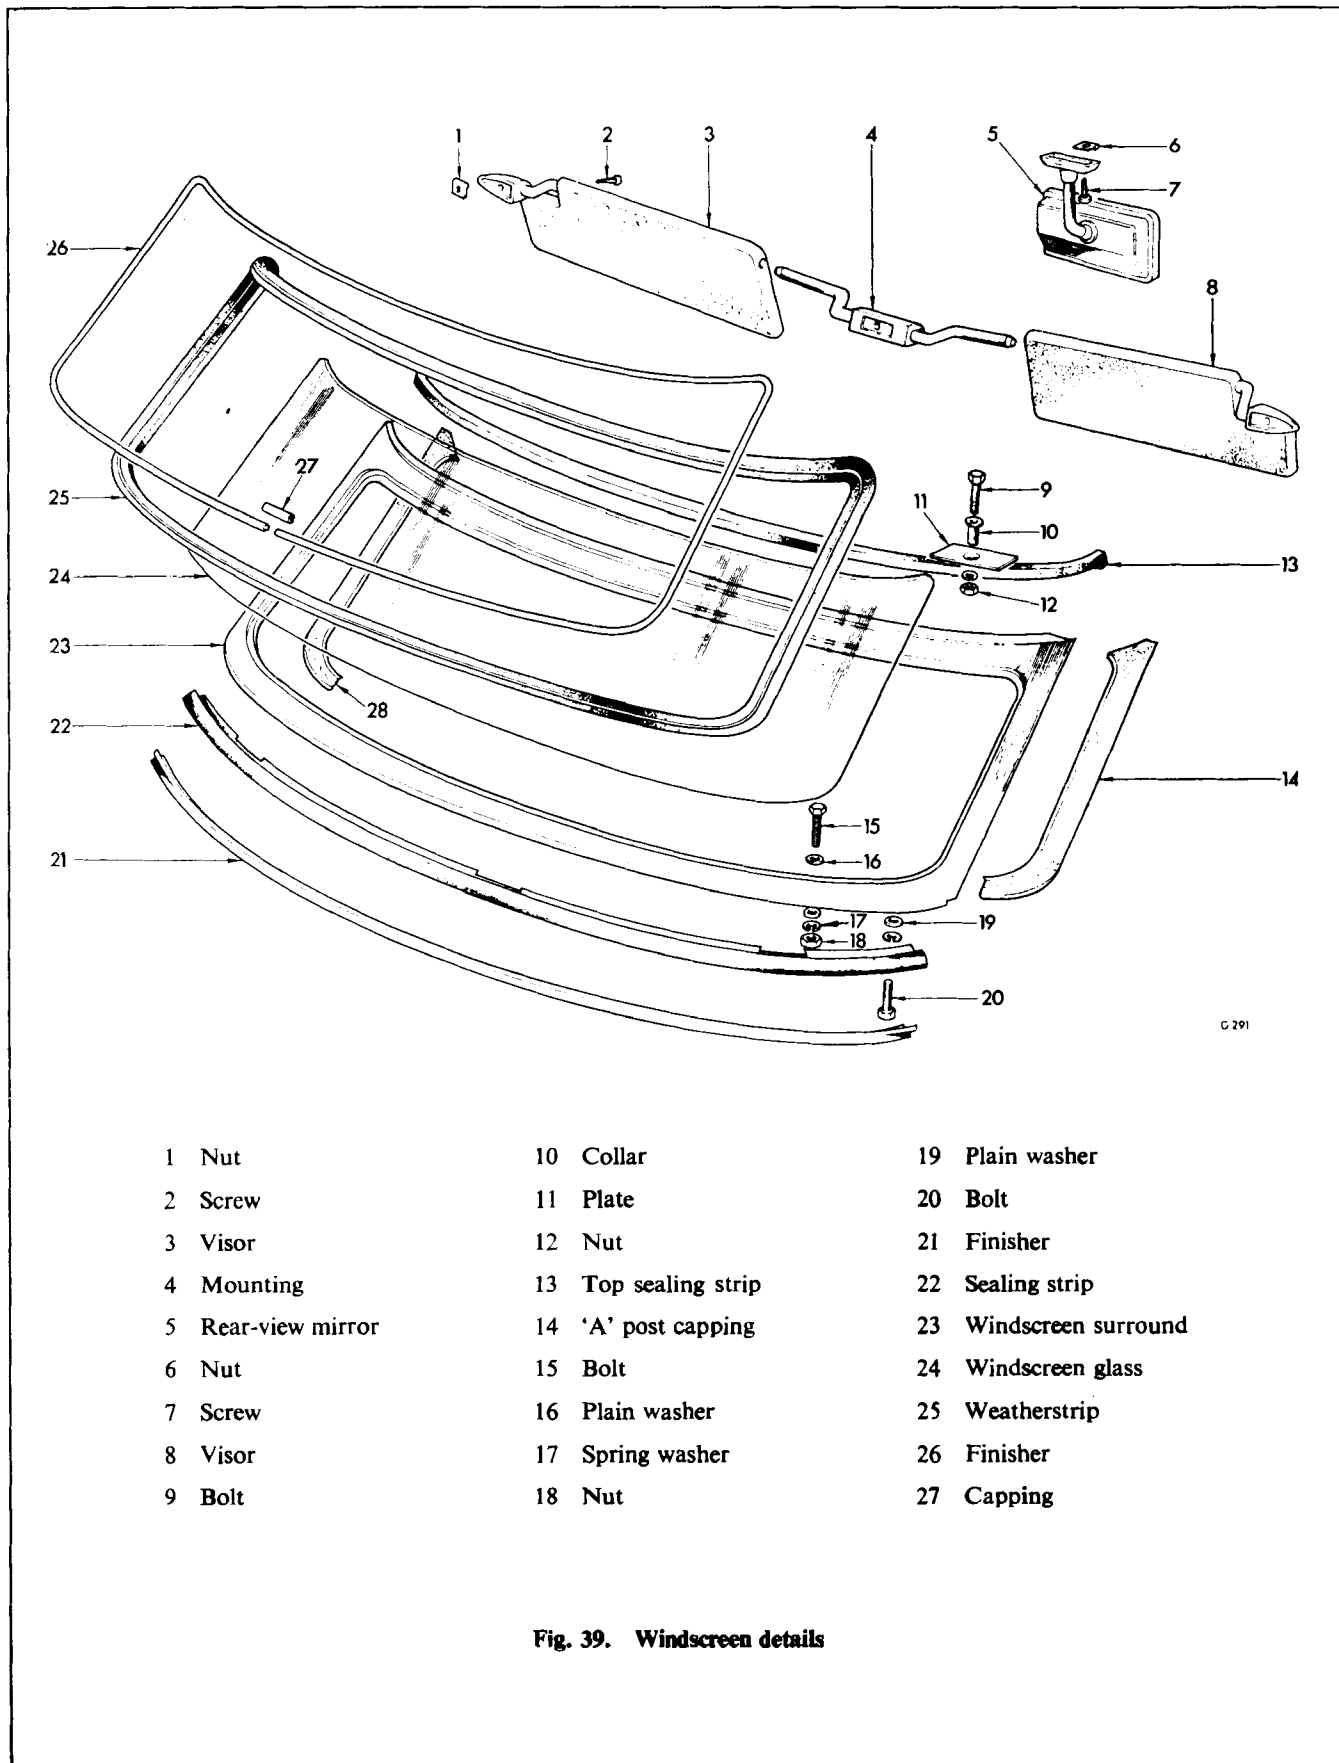 1 2 3 4 5 6
7
26
8
27
9
25
11
10
13
24
12
23
28
22
14
15
21
16
17
19
18
20
G 291
1 Nut
2 Screw
3 Visor
4 Mounting
5 Rear-view mirror
6 Nut
7 Screw
8 Visor
9 Bolt
10 Collar
11 Plate
12 Nut
13 Top sealing strip
14 ‘A’ post capping
15 Bolt
16 Plain washer
17 Spring washer
18 Nut
19 Plain washer
20 Bolt
21 Finisher
22 Sealing strip
23 Windscreen surround
24 Windscreen glass
25 Weatherstrip
26 Finisher
27 Capping
Fig. 39. Windscreen details